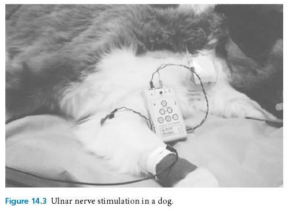 Figure 14.3 Ulnar nerve stimulation in a dog.